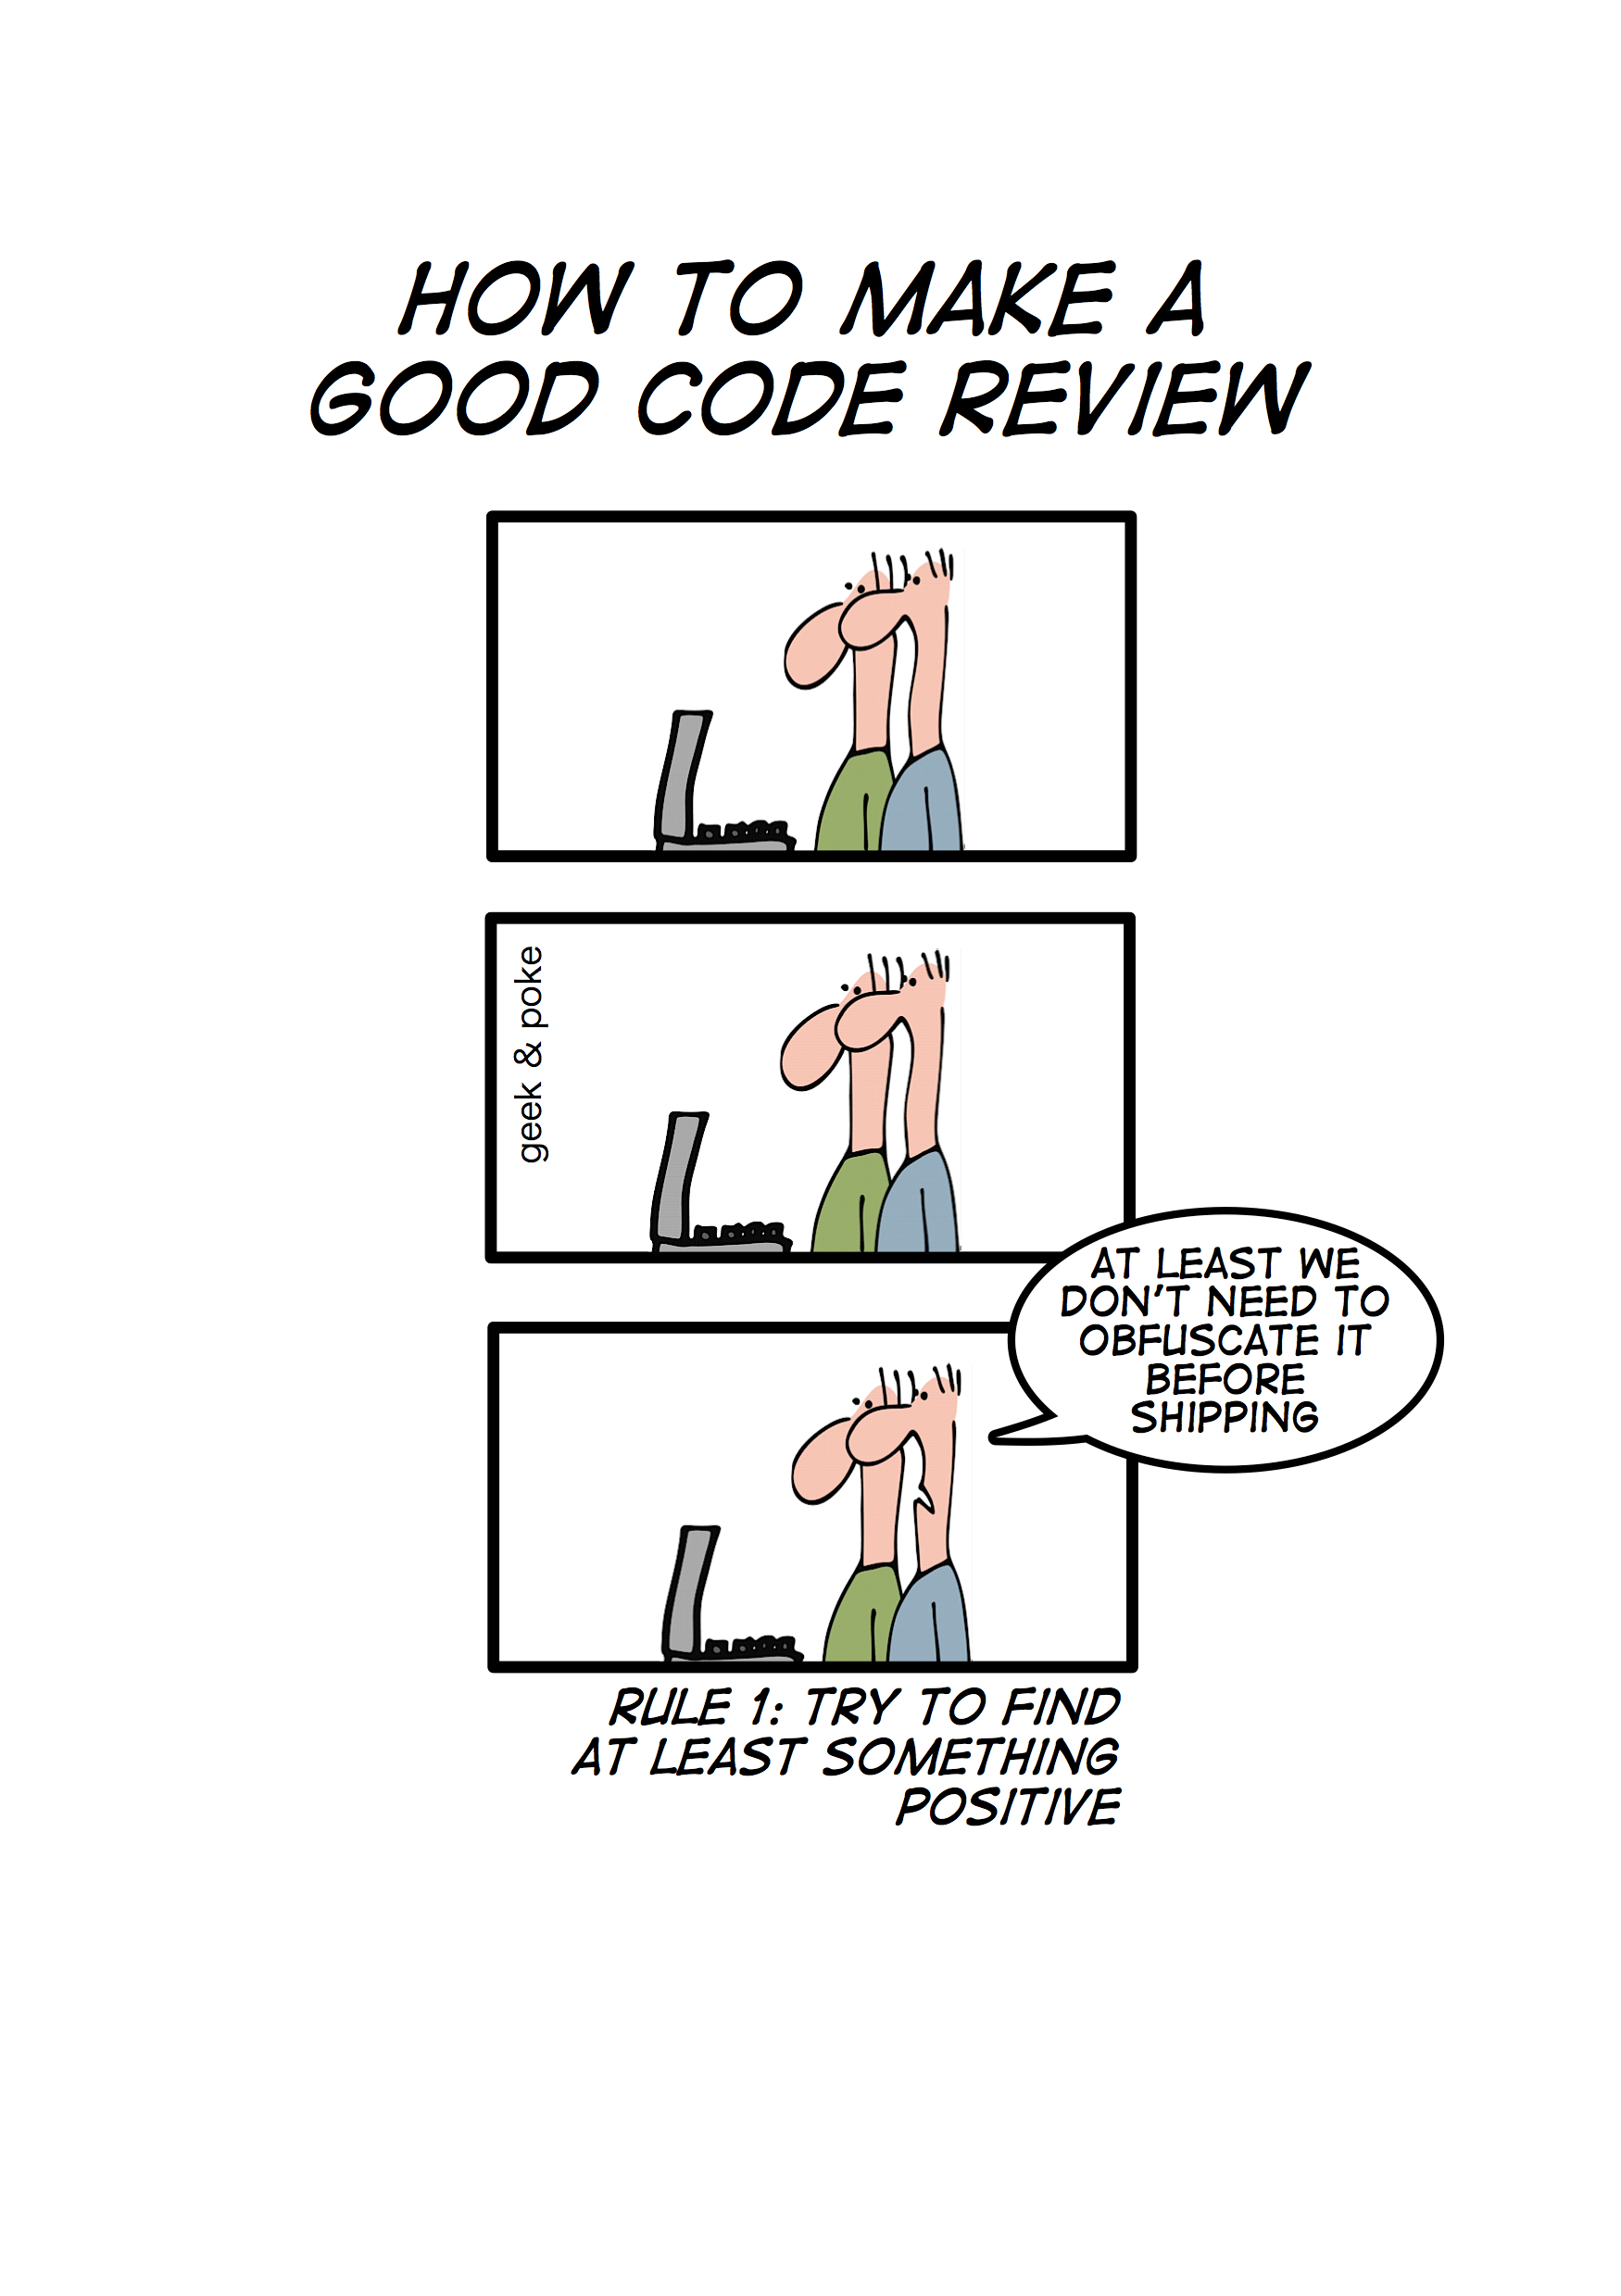 HOW TO MAKE A
GOOD CODE REVIEW
geek & poke
AT LEAST WE
DON'T NEED TO
OBFUSCATE IT
BEFORE
SHIPPING
RULE 1: TRY TO FIND
AT LEAST SOMETHING
POSITIVE